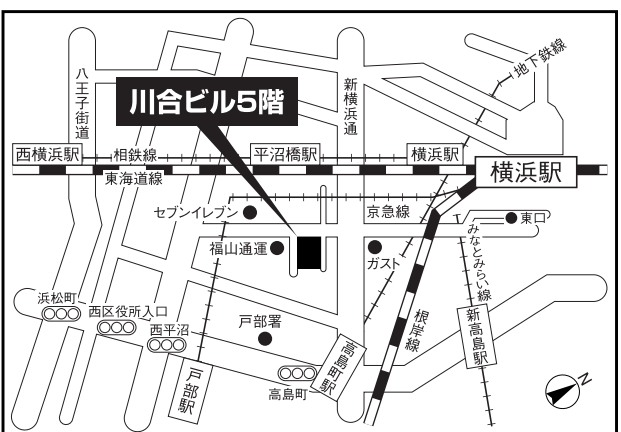 八王子街道
新横浜通
地下鉄線
川合ビル5階
西横浜駅
相鉄線
平沼橋駅
横浜駅
横浜駅
東海道線
セブンイレブン
京急線
東口
福山通運
ガスト
みなとみらい線
浜松町
西区役所入口
西平沼
戸部署
根岸線
新高島駅
高島町駅
戸部駅
高島町
N